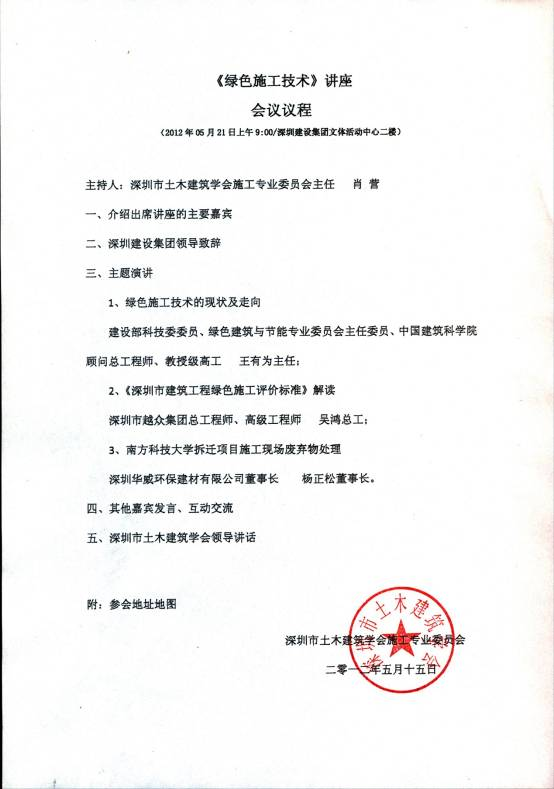 《绿色施工技术》讲座
会议议程
（2012 年 05 月 21 日上午 9:00/深圳建设集团文体活动中心二楼）
主持人：深圳市土木建筑学会施工专业委员会主任 肖 营
一、介绍出席讲座的主要嘉宾
二、深圳建设集团领导致辞
三、主题演讲
1、绿色施工技术的现状及走向
建设部科技委委员、绿色建筑与节能专业委员会主任委员、中国建筑科学院
顾问总工程师、教授级高工 王有为主任；
2、《深圳市建筑工程绿色施工评价标准》解读
深圳市越众集团总工程师、高级工程师 吴鸿总工；
3、南方科技大学拆迁项目施工现场废弃物处理
深圳华威环保建材有限公司董事长 杨正松董事长。
四、其他嘉宾发言、互动交流
五、深圳市土木建筑学会领导讲话
附：参会地址地图
深圳市土木建筑学会
深圳市土木建筑学会施工专业委员会
二零一二年五月十五日